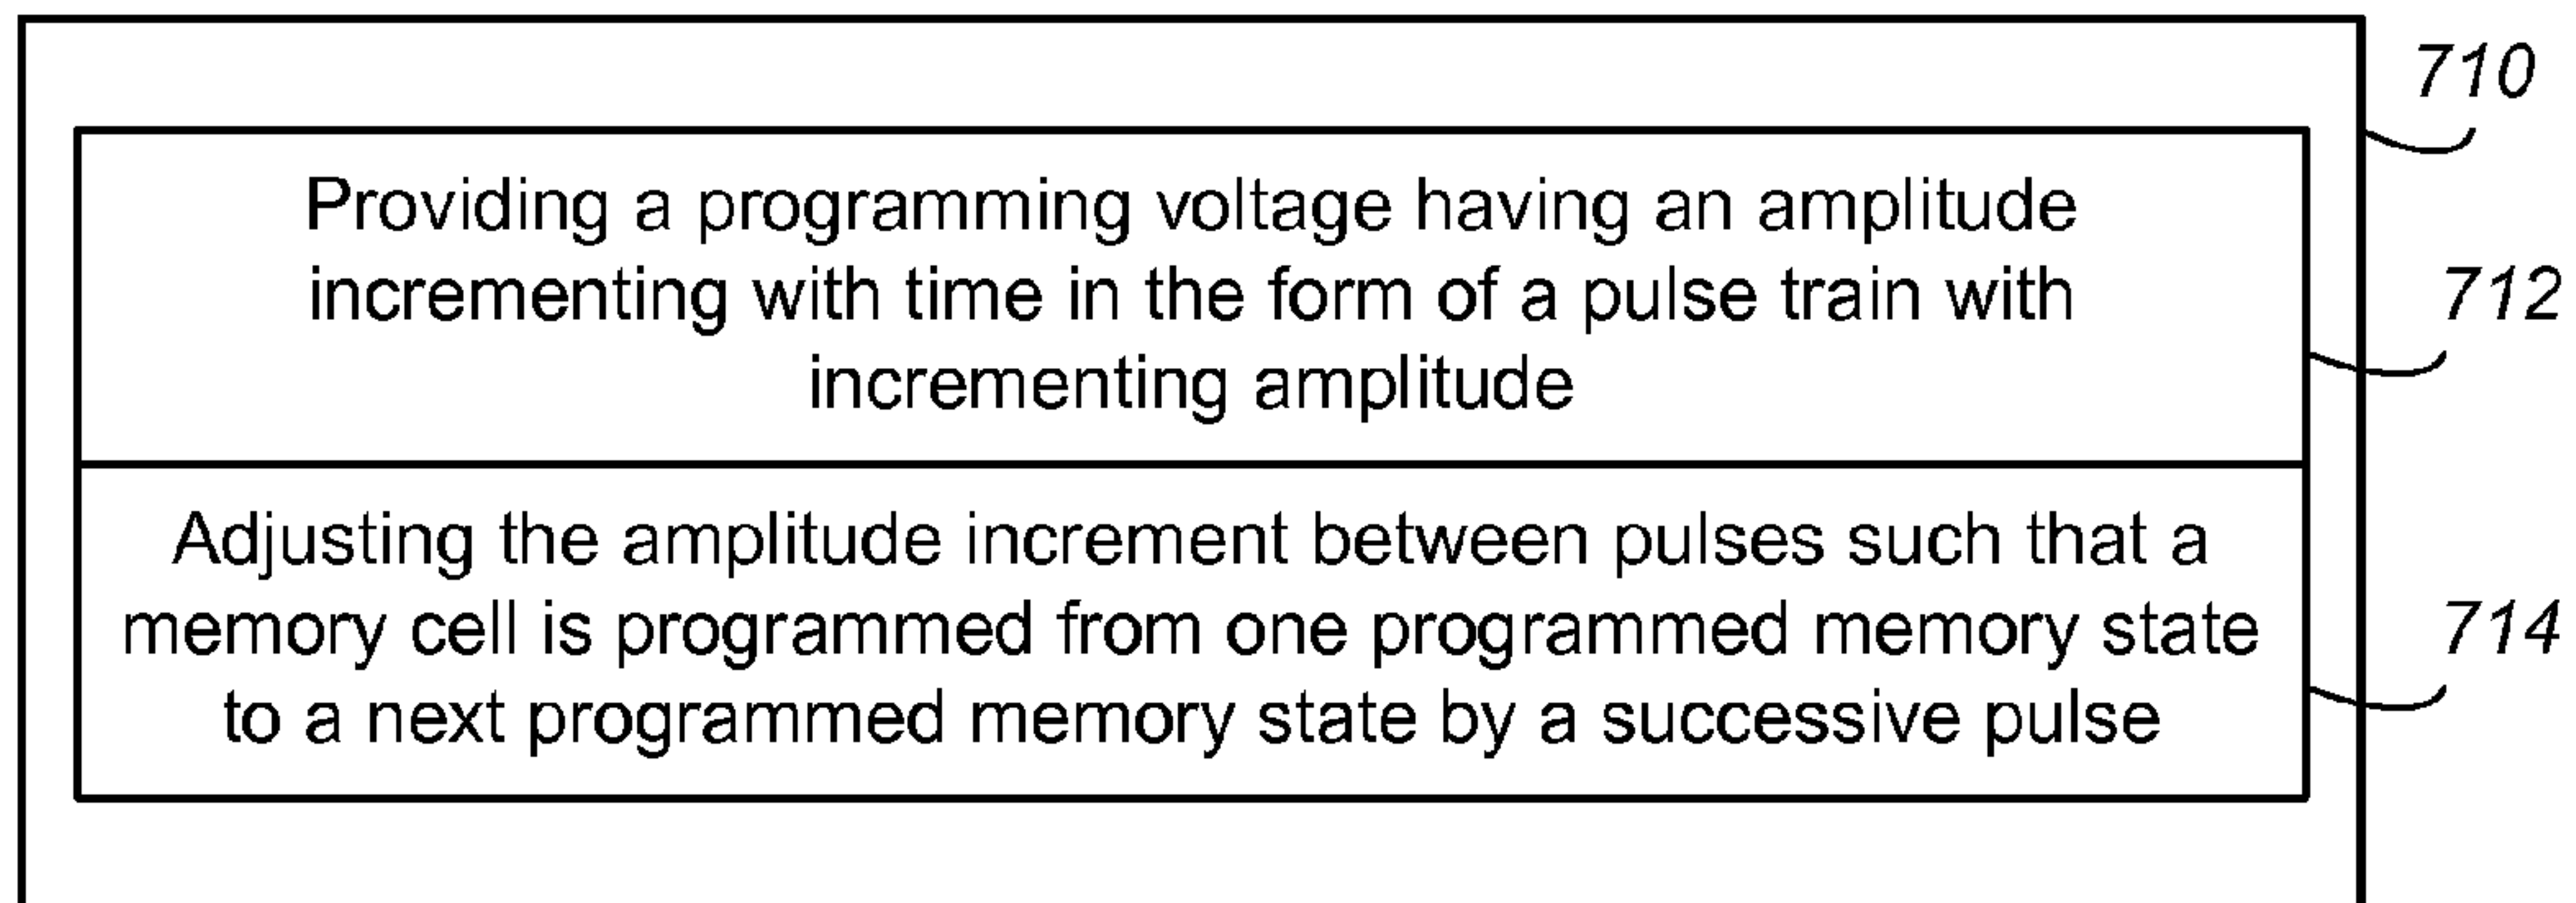 710
Providing a programming voltage having an amplitude
incrementing with time in the form of a pulse train with
incrementing amplitude
712
Adjusting the amplitude increment between pulses such that a
memory cell is programmed from one programmed memory state
to a next programmed memory state by a successive pulse
714